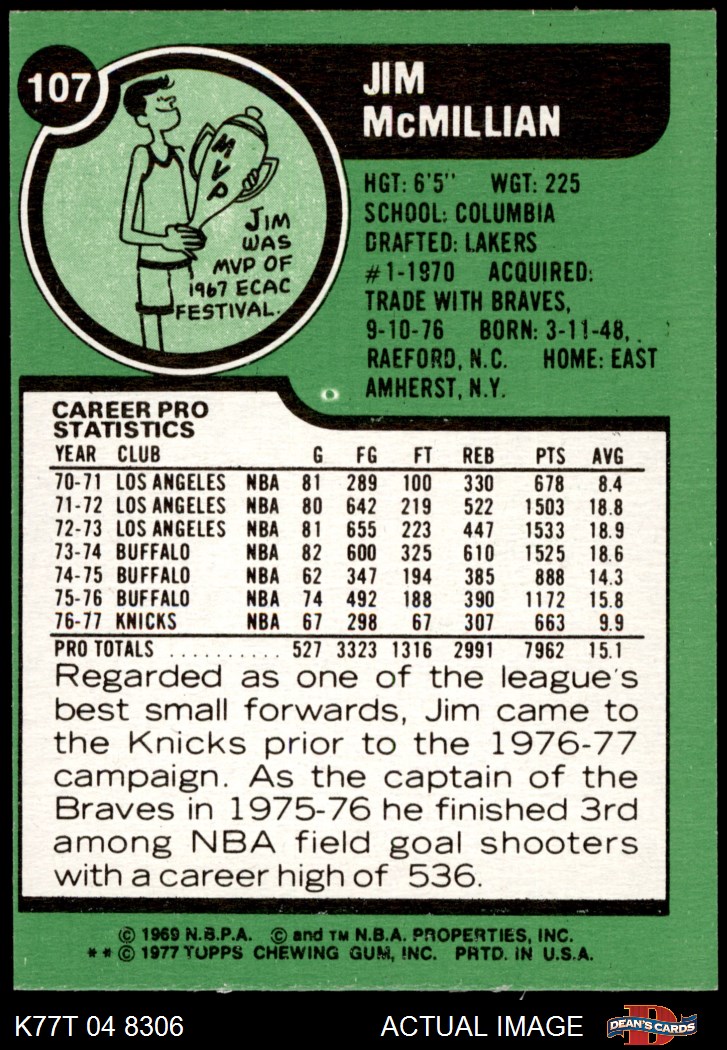 107
JIM
McMILLIAN
MVP
JIM
WAS
MVP OF
1967 ECAC
FESTIVAL.
HGT: 6'5" WGT: 225
SCHOOL: COLUMBIA
DRAFTED: LAKERS
#1-1970 ACQUIRED:
TRADE WITH BRAVES,
9-10-76 BORN: 3-11-48,
RAEFORD, N.C. HOME: EAST
AMHERST, N.Y.
CAREER PRO
STATISTICS
YEAR CLUB G FG FT REB PTS AVG
70-71 LOS ANGELES NBA 81 289 100 330 678 8.4
71-72 LOS ANGELES NBA 80 642 219 522 1503 18.8
72-73 LOS ANGELES NBA 81 655 223 447 1533 18.9
73-74 BUFFALO NBA 82 600 325 610 1525 18.6
74-75 BUFFALO NBA 62 347 194 385 888 14.3
75-76 BUFFALO NBA 74 492 188 390 1172 15.8
76-77 KNICKS NBA 67 298 67 307 663 9.9
PRO TOTALS .......... 527 3323 1316 2991 7962 15.1
Regarded as one of the league's
best small forwards, Jim came to
the Knicks prior to the 1976-77
campaign. As the captain of the
Braves in 1975-76 he finished 3rd
among NBA field goal shooters
with a career high of 536.
© 1969 N.B.P.A. © and TM N.B.A. PROPERTIES, INC.
** © 1977 TOPPS CHEWING GUM, INC. PRTD. IN U.S.A.
K77T 04 8306 ACTUAL IMAGE D DEAN'S CARDS